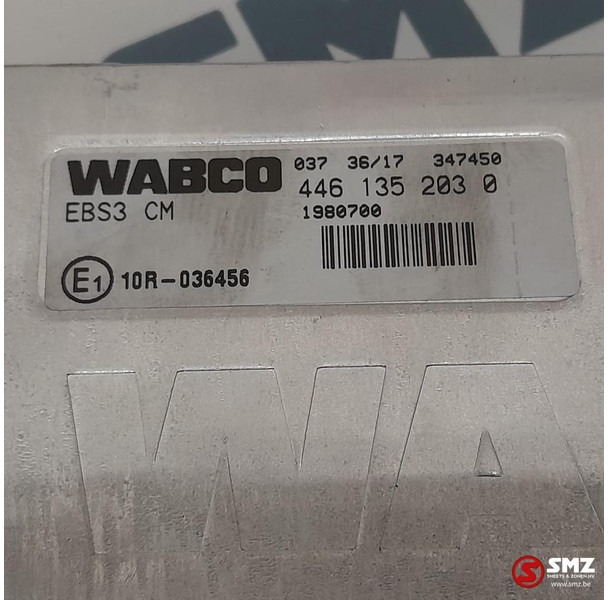 SMZ
WABCO 037 36/17 347450
446 135 203 0
EBS3 CM 1980700
E1 10R-036456
WA
SMZ
SMEETS & ZONEN NV
www.smz.be